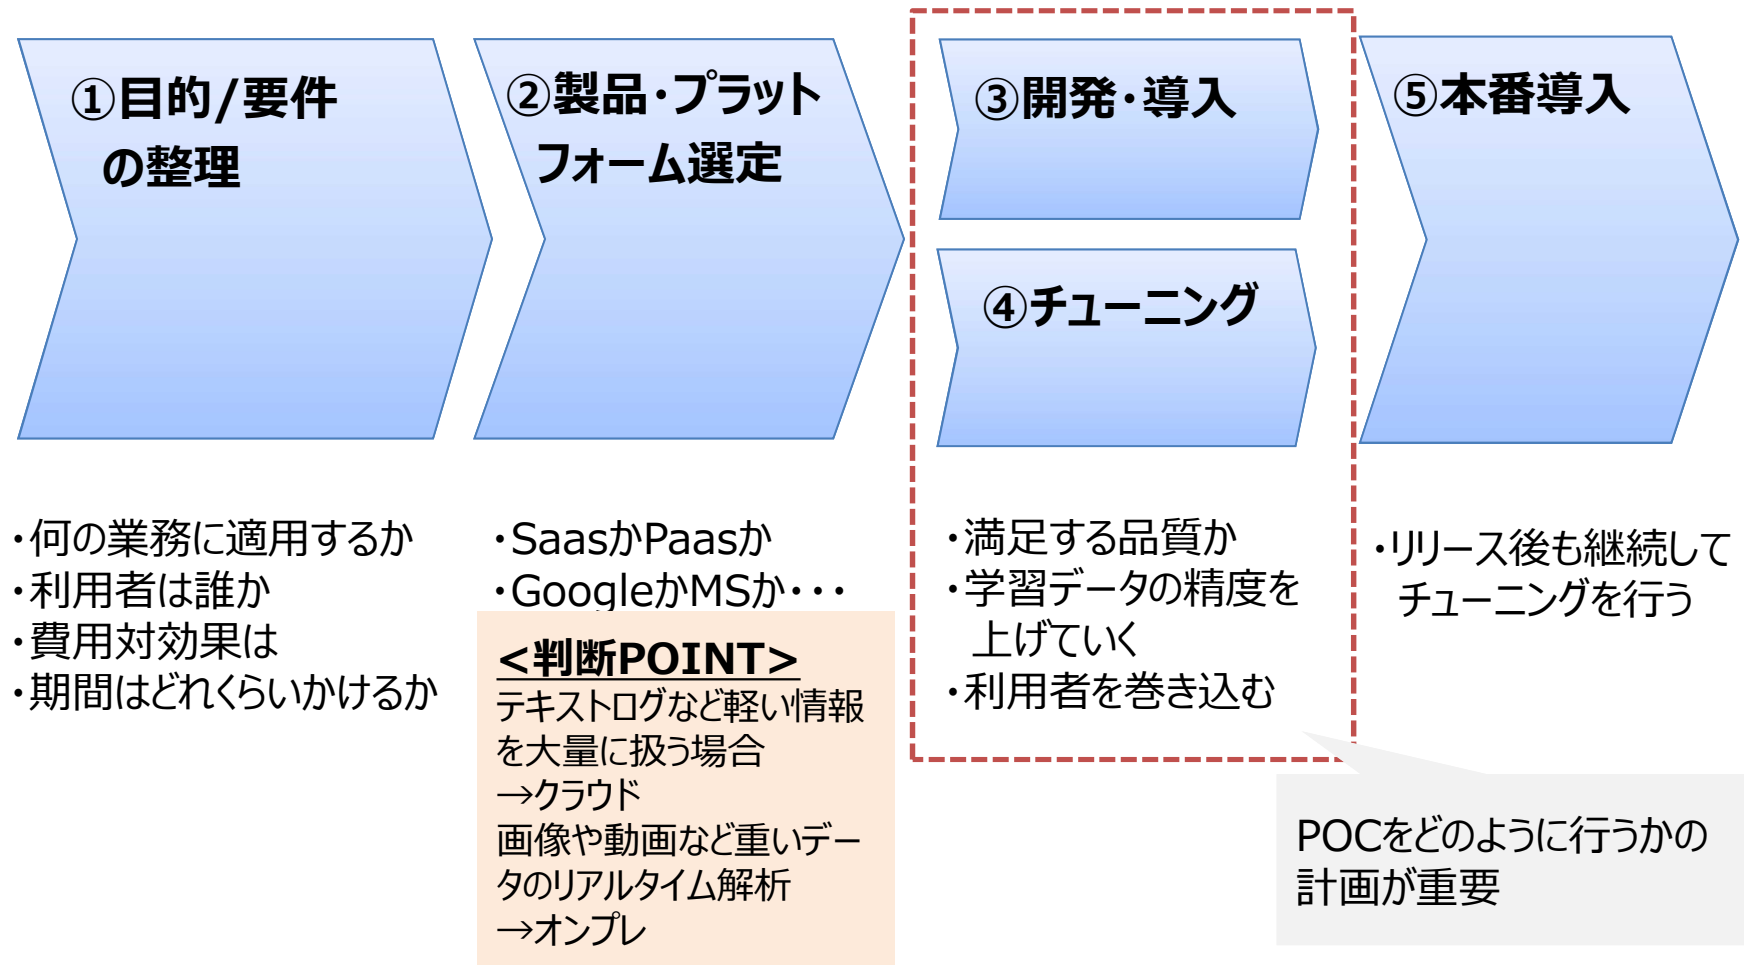 ①目的/要件
の整理
②製品・プラット
フォーム選定
③開発・導入
④チューニング
⑤本番導入
・何の業務に適用するか
・利用者は誰か
・費用対効果は
・期間はどれくらいかけるか
・SaasかPaasか
・GoogleかMSか・・・
<判断POINT>
テキストログなど軽い情報
を大量に扱う場合
→クラウド
画像や動画など重いデー
タのリアルタイム解析
→オンプレ
・満足する品質か
・学習データの精度を
上げていく
・利用者を巻き込む
・リリース後も継続して
チューニングを行う
POCをどのように行うかの
計画が重要